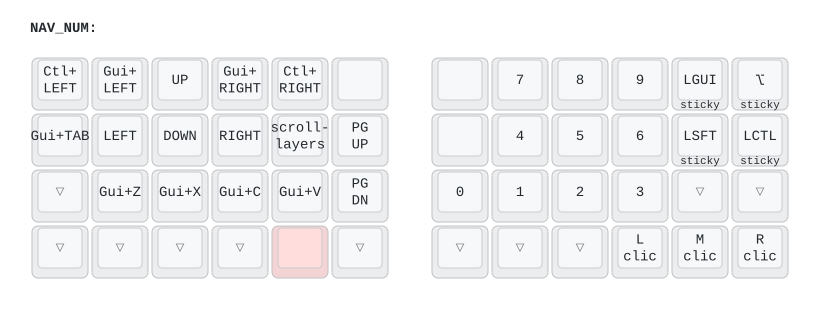 NAV_NUM:
Ctl+ Gui+ UP Gui+ Ctl+ 7 8 9 LGUI ⌥
LEFT LEFT RIGHT RIGHT
sticky sticky
Gui+TAB LEFT DOWN RIGHT scroll- PG 4 5 6 LSFT LCTL
layers UP
sticky sticky
▽ Gui+Z Gui+X Gui+C Gui+V PG 0 1 2 3 ▽ ▽
DN
▽ ▽ ▽ ▽ ▽ ▽ ▽ ▽ L M R
clic clic clic